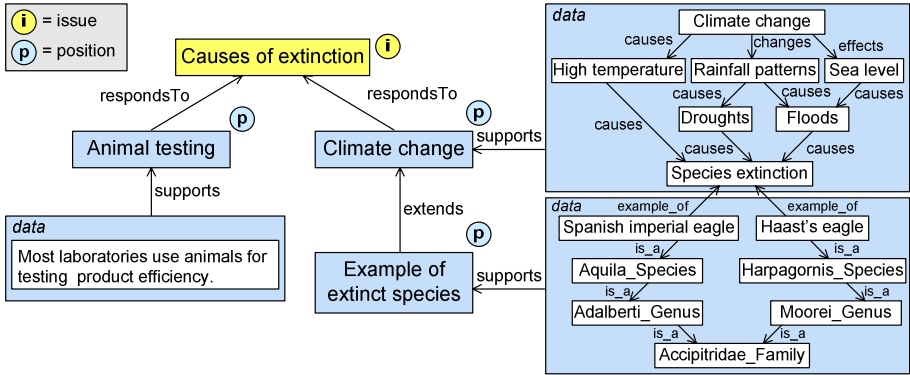 i = issue
p = position
Causes of extinction
i
respondsTo
respondsTo
Animal testing
p
Climate change
p
supports
supports
extends
data
Most laboratories use animals for
testing product efficiency.
Example of
extinct species
p
supports
data
Climate change
causes
changes
effects
High temperature
Rainfall patterns
Sea level
causes
causes
causes
causes
Droughts
Floods
causes
causes
Species extinction
data
example_of
example_of
Spanish imperial eagle
Haast's eagle
is_a
is_a
Aquila_Species
Harpagornis_Species
is_a
is_a
Adalberti_Genus
Moorei_Genus
is_a
is_a
Accipitridae_Family